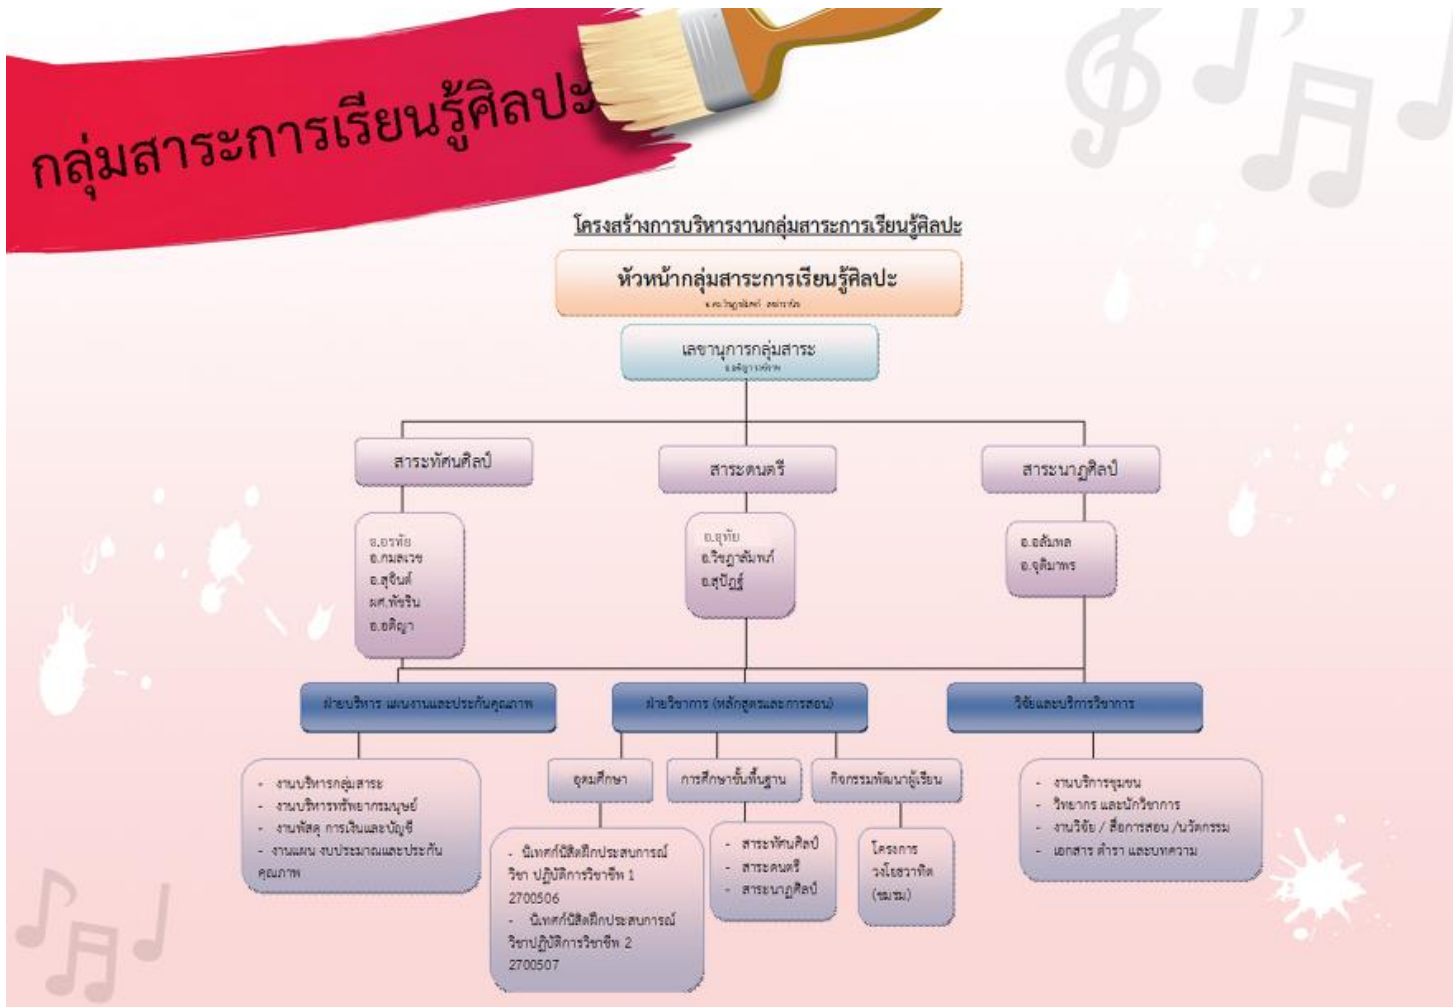 กลุ่มสาระการเรียนรู้ศิลปะ
โครงสร้างการบริหารงานกลุ่มสาระการเรียนรู้ศิลปะ
หัวหน้ากลุ่มสาระการเรียนรู้ศิลปะ
เลขานุการกลุ่มสาระ
สาระทัศนศิลป์
สาระดนตรี
สาระนาฏศิลป์
อ.อรทัย
อ.กมลเวช
อ.สุจินต์
ผศ.พัชริน
อ.อติญา
อ.อุทัย
อ.วิชฎาลัมพก์
อ.สุปัฎฐ์
อ.อลัมพล
อ.จุติมาพร
ฝ่ายบริหาร แผนงานและประกันคุณภาพ
ฝ่ายวิชาการ (หลักสูตรและการสอน)
วิจัยและบริการวิชาการ
- งานบริหารกลุ่มสาระ
- งานบริหารทรัพยากรมนุษย์
- งานพัสดุ การเงินและบัญชี
- งานแผน งบประมาณและประกัน
คุณภาพ
อุดมศึกษา
การศึกษาขั้นพื้นฐาน
กิจกรรมพัฒนาผู้เรียน
- นิเทศก์นิสิตฝึกประสบการณ์
วิชา ปฏิบัติการวิชาชีพ 1
2700506
- นิเทศก์นิสิตฝึกประสบการณ์
วิชาปฏิบัติการวิชาชีพ 2
2700507
- สาระทัศนศิลป์
- สาระดนตรี
- สาระนาฏศิลป์
โครงการ
วงโยธวาทิต
(ชมรม)
- งานบริการชุมชน
- วิทยากร และนักวิชาการ
- งานวิจัย / สื่อการสอน /นวัตกรรม
- เอกสาร ตำรา และบทความ